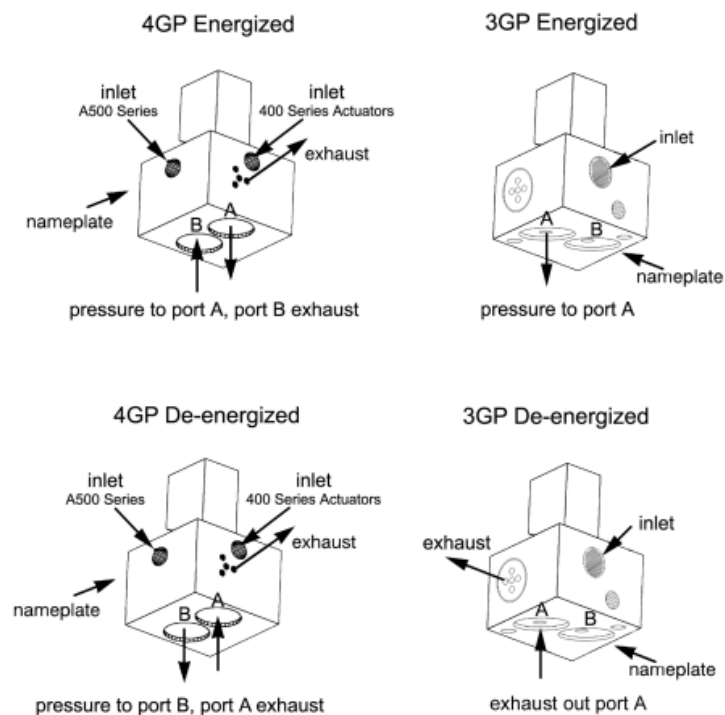 4GP Energized
inlet
A500 Series
inlet
400 Series Actuators
exhaust
nameplate
B
A
pressure to port A, port B exhaust
3GP Energized
inlet
A
B
nameplate
pressure to port A
4GP De-energized
inlet
A500 Series
inlet
400 Series Actuators
exhaust
nameplate
B
A
pressure to port B, port A exhaust
3GP De-energized
exhaust
inlet
A
B
nameplate
exhaust out port A